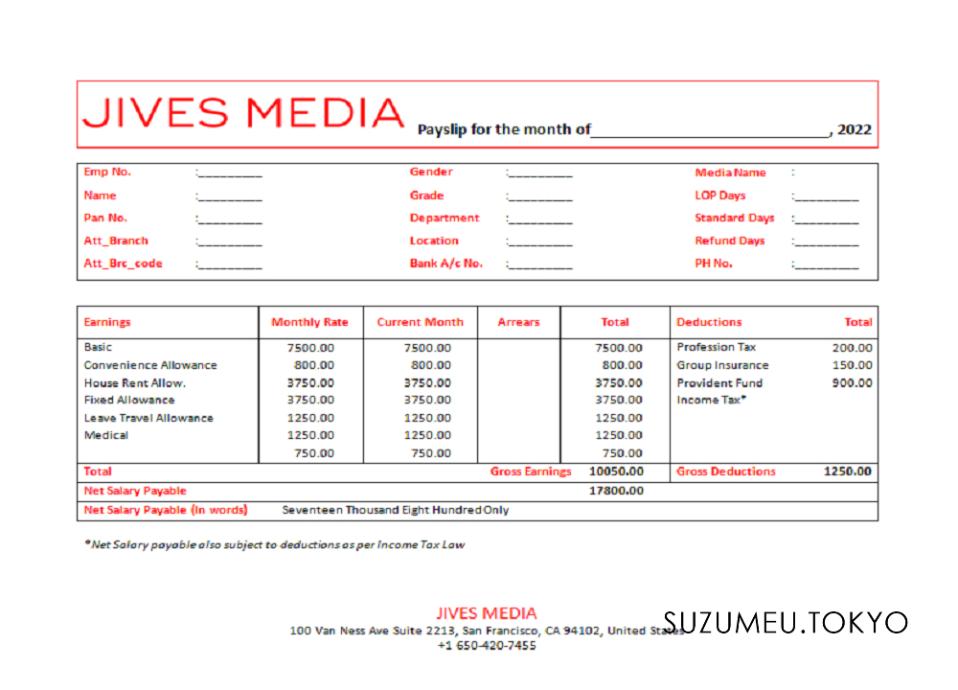 JIVES MEDIA Payslip for the month of____________________________, 2022
Emp No. :_________ Gender :_________ Media Name :
Name :_________ Grade :_________ LOP Days :_________
Pan No. :_________ Department :_________ Standard Days :_________
Att_Branch :_________ Location :_________ Refund Days :_________
Att_Brc_code :_________ Bank A/c No. :_________ PH No. :_________
Earnings Monthly Rate Current Month Arrears Total Deductions Total
Basic 7500.00 7500.00 7500.00 Profession Tax 200.00
Convenience Allowance 800.00 800.00 800.00 Group Insurance 150.00
House Rent Allow. 3750.00 3750.00 3750.00 Provident Fund 900.00
Fixed Allowance 3750.00 3750.00 3750.00 Income Tax*
Leave Travel Allowance 1250.00 1250.00 1250.00
Medical 1250.00 1250.00 1250.00
750.00 750.00 750.00
Total Gross Earnings 10050.00 Gross Deductions 1250.00
Net Salary Payable 17800.00
Net Salary Payable (In words) Seventeen Thousand Eight Hundred Only
*Net Salary payable also subject to deductions as per Income Tax Law
JIVES MEDIA
100 Van Ness Ave Suite 2213, San Francisco, CA 94102, United States
+1 650-420-7455
SUZUMEU.TOKYO